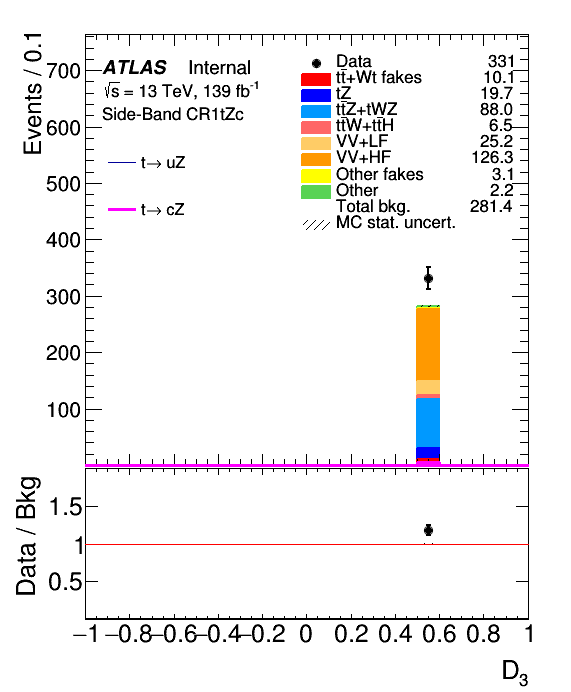 Events / 0.1
700
600
500
400
300
200
100
ATLAS Internal
√s = 13 TeV, 139 fb⁻¹
Side-Band CR1tZc
t→ uZ
t→ cZ
Data 331
tt̄+Wt fakes 10.1
tZ 19.7
tt̄Z+tWZ 88.0
tt̄W+tt̄H 6.5
VV+LF 25.2
VV+HF 126.3
Other fakes 3.1
Other 2.2
Total bkg. 281.4
MC stat. uncert.
Data / Bkg
1.5
1
0.5
−1 −0.8 −0.6 −0.4 −0.2 0 0.2 0.4 0.6 0.8 1
D₃